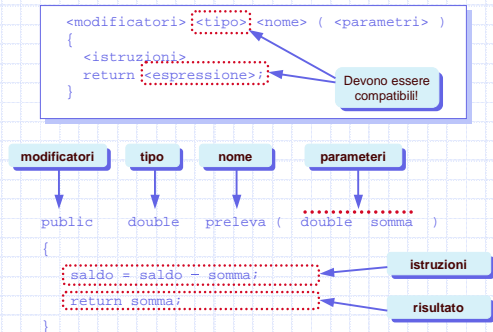 <modificatori> <tipo> <nome> ( <parametri> )
{
<istruzioni>
return <espressione>;
}
Devono essere
compatibili!
modificatori tipo nome parameteri
public double preleva ( double somma )
{
saldo = saldo – somma;
return somma;
}
istruzioni
risultato